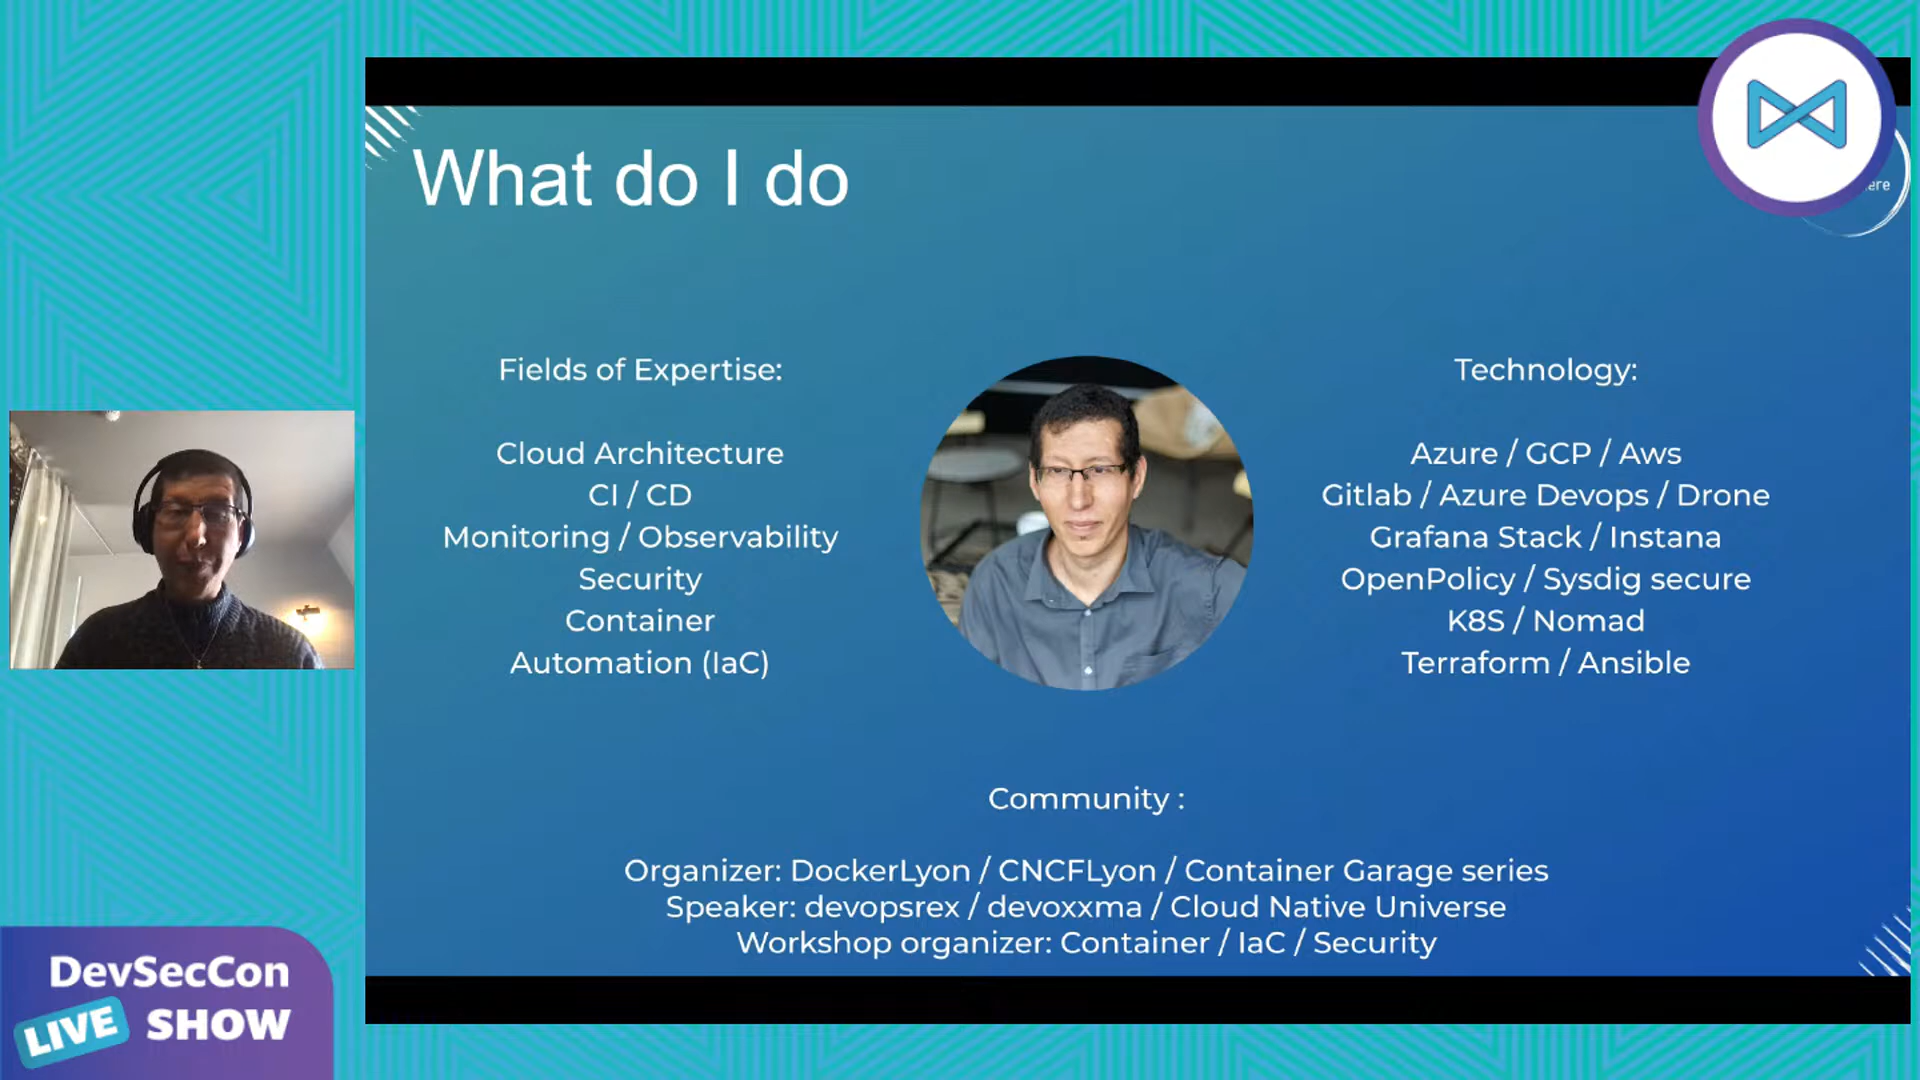 What do I do
ere
Fields of Expertise:
Cloud Architecture
CI / CD
Monitoring / Observability
Security
Container
Automation (IaC)
Technology:
Azure / GCP / Aws
Gitlab / Azure Devops / Drone
Grafana Stack / Instana
OpenPolicy / Sysdig secure
K8S / Nomad
Terraform / Ansible
Community :
Organizer: DockerLyon / CNCFLyon / Container Garage series
Speaker: devopsrex / devoxxma / Cloud Native Universe
Workshop organizer: Container / IaC / Security
DevSecCon
LIVE SHOW